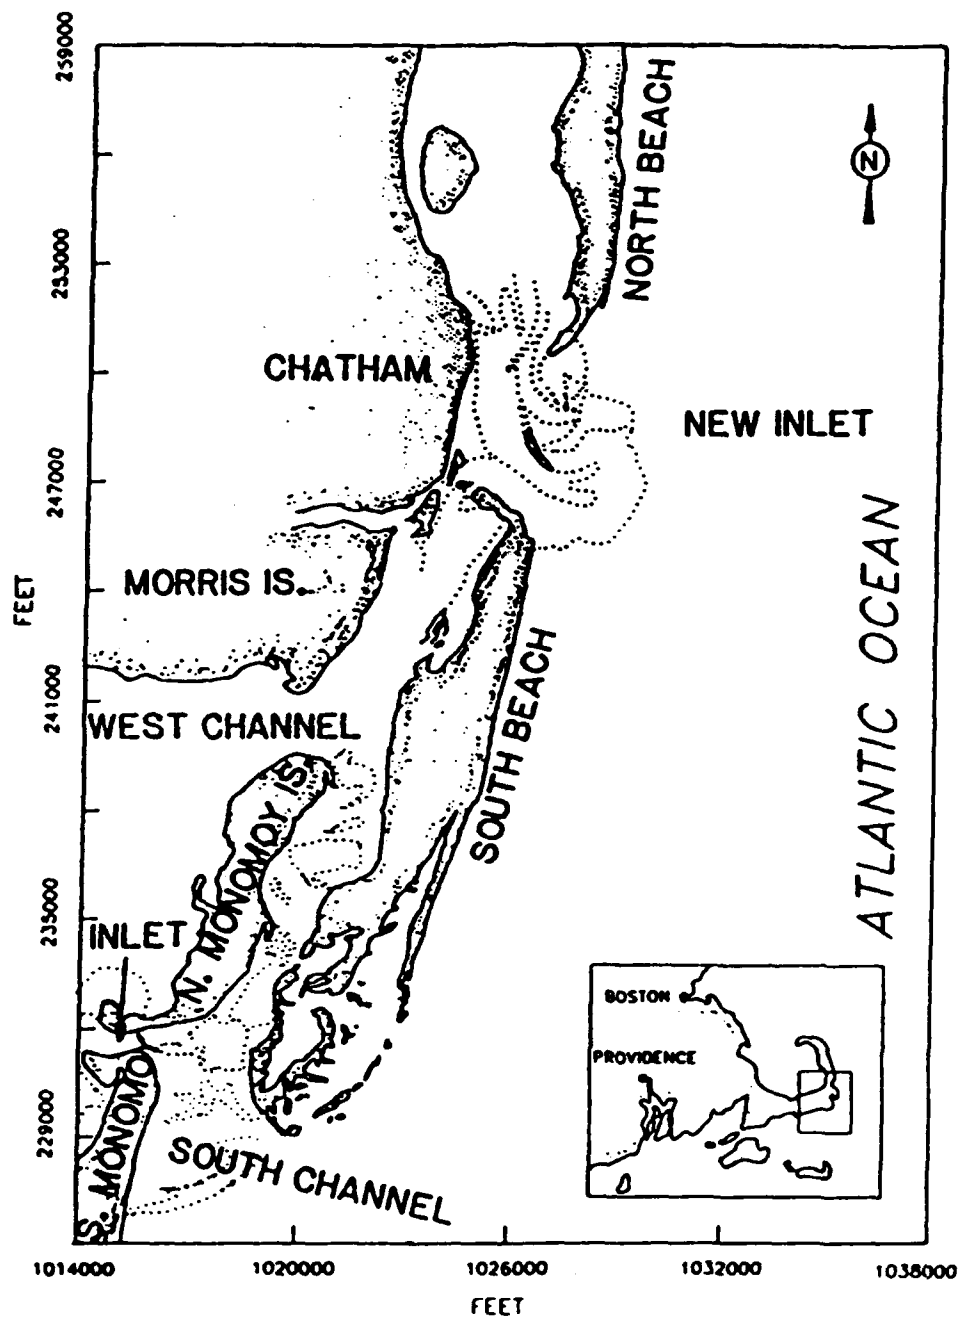 259000
253000
247000
241000
235000
229000
FEET
N
NORTH BEACH
CHATHAM
NEW INLET
MORRIS IS.
ATLANTIC OCEAN
WEST CHANNEL
SOUTH BEACH
N. MONOMOY IS.
INLET
S. MONOMO
SOUTH CHANNEL
BOSTON
PROVIDENCE
1014000
1020000
1026000
1032000
1038000
FEET